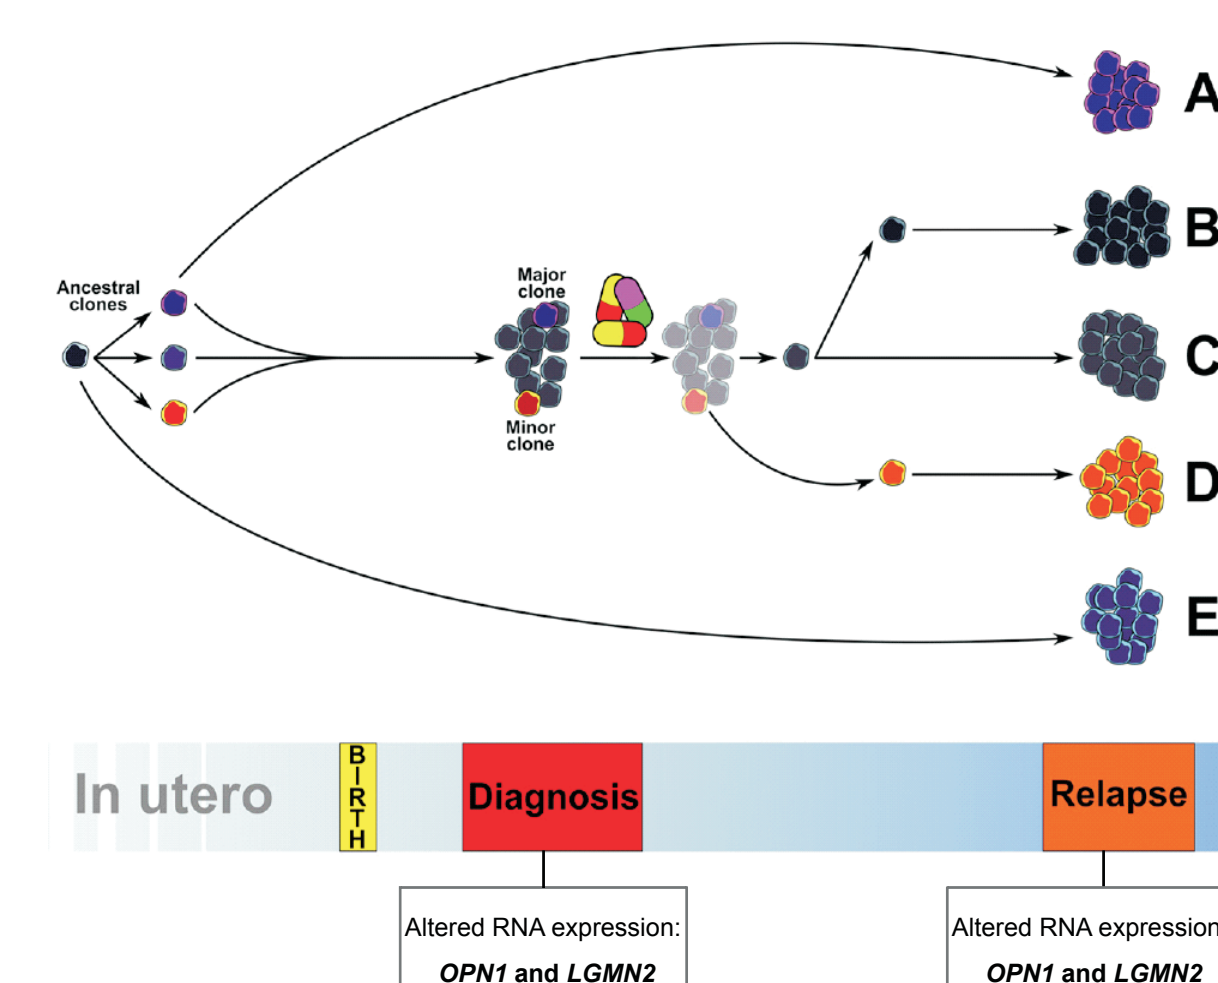 A
B
Ancestral
clones
Major
clone
C
Minor
clone
D
E
In utero
BIRTH
Diagnosis
Relapse
Altered RNA expression:
OPN1 and LGMN2
Altered RNA expression
OPN1 and LGMN2